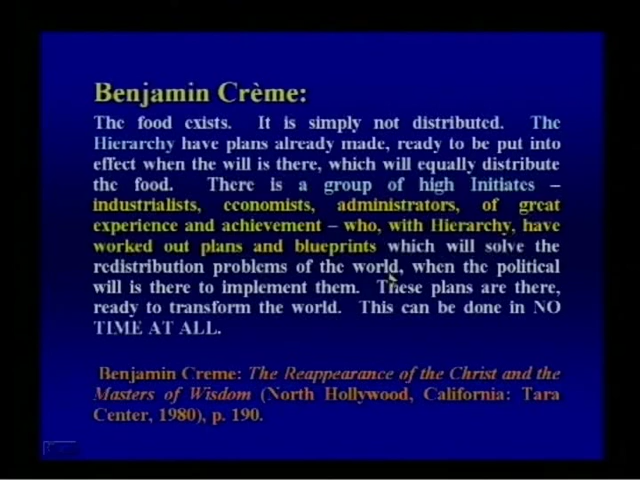 Benjamin Crème:
The food exists. It is simply not distributed. The
Hierarchy have plans already made, ready to be put into
effect when the will is there, which will equally distribute
the food. There is a group of high Initiates –
industrialists, economists, administrators, of great
experience and achievement – who, with Hierarchy, have
worked out plans and blueprints which will solve the
redistribution problems of the world, when the political
will is there to implement them. These plans are there,
ready to transform the world. This can be done in NO
TIME AT ALL.
Benjamin Creme: The Reappearance of the Christ and the
Masters of Wisdom (North Hollywood, California: Tara
Center, 1980), p. 190.